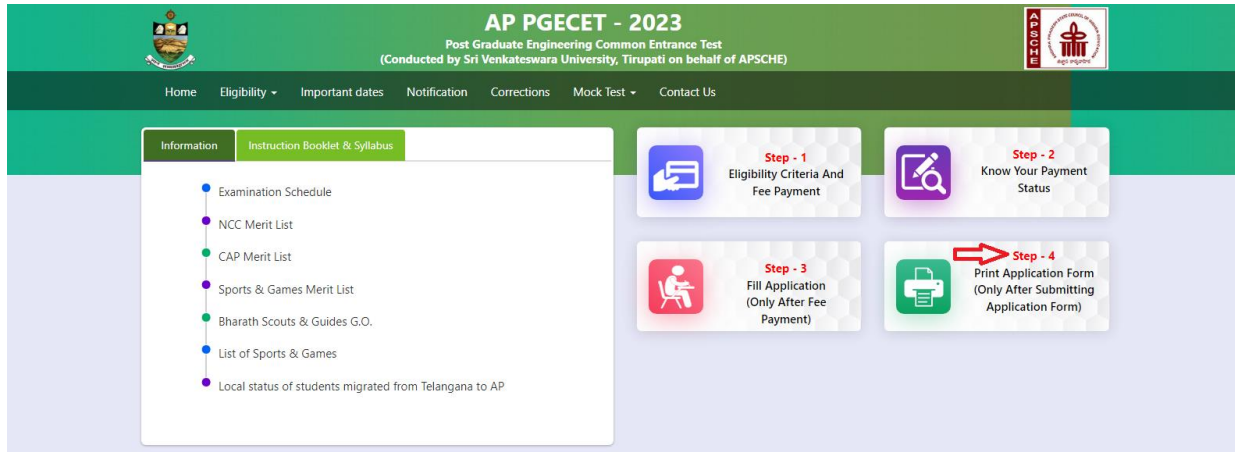 AP PGECET - 2023
Post Graduate Engineering Common Entrance Test
(Conducted by Sri Venkateswara University, Tirupati on behalf of APSCHE)
APSCHE
Home Eligibility Important dates Notification Corrections Mock Test Contact Us
Information Instruction Booklet & Syllabus
Examination Schedule
NCC Merit List
CAP Merit List
Sports & Games Merit List
Bharath Scouts & Guides G.O.
List of Sports & Games
Local status of students migrated from Telangana to AP
Step - 1
Eligibility Criteria And
Fee Payment
Step - 2
Know Your Payment
Status
Step - 3
Fill Application
(Only After Fee
Payment)
Step - 4
Print Application Form
(Only After Submitting
Application Form)